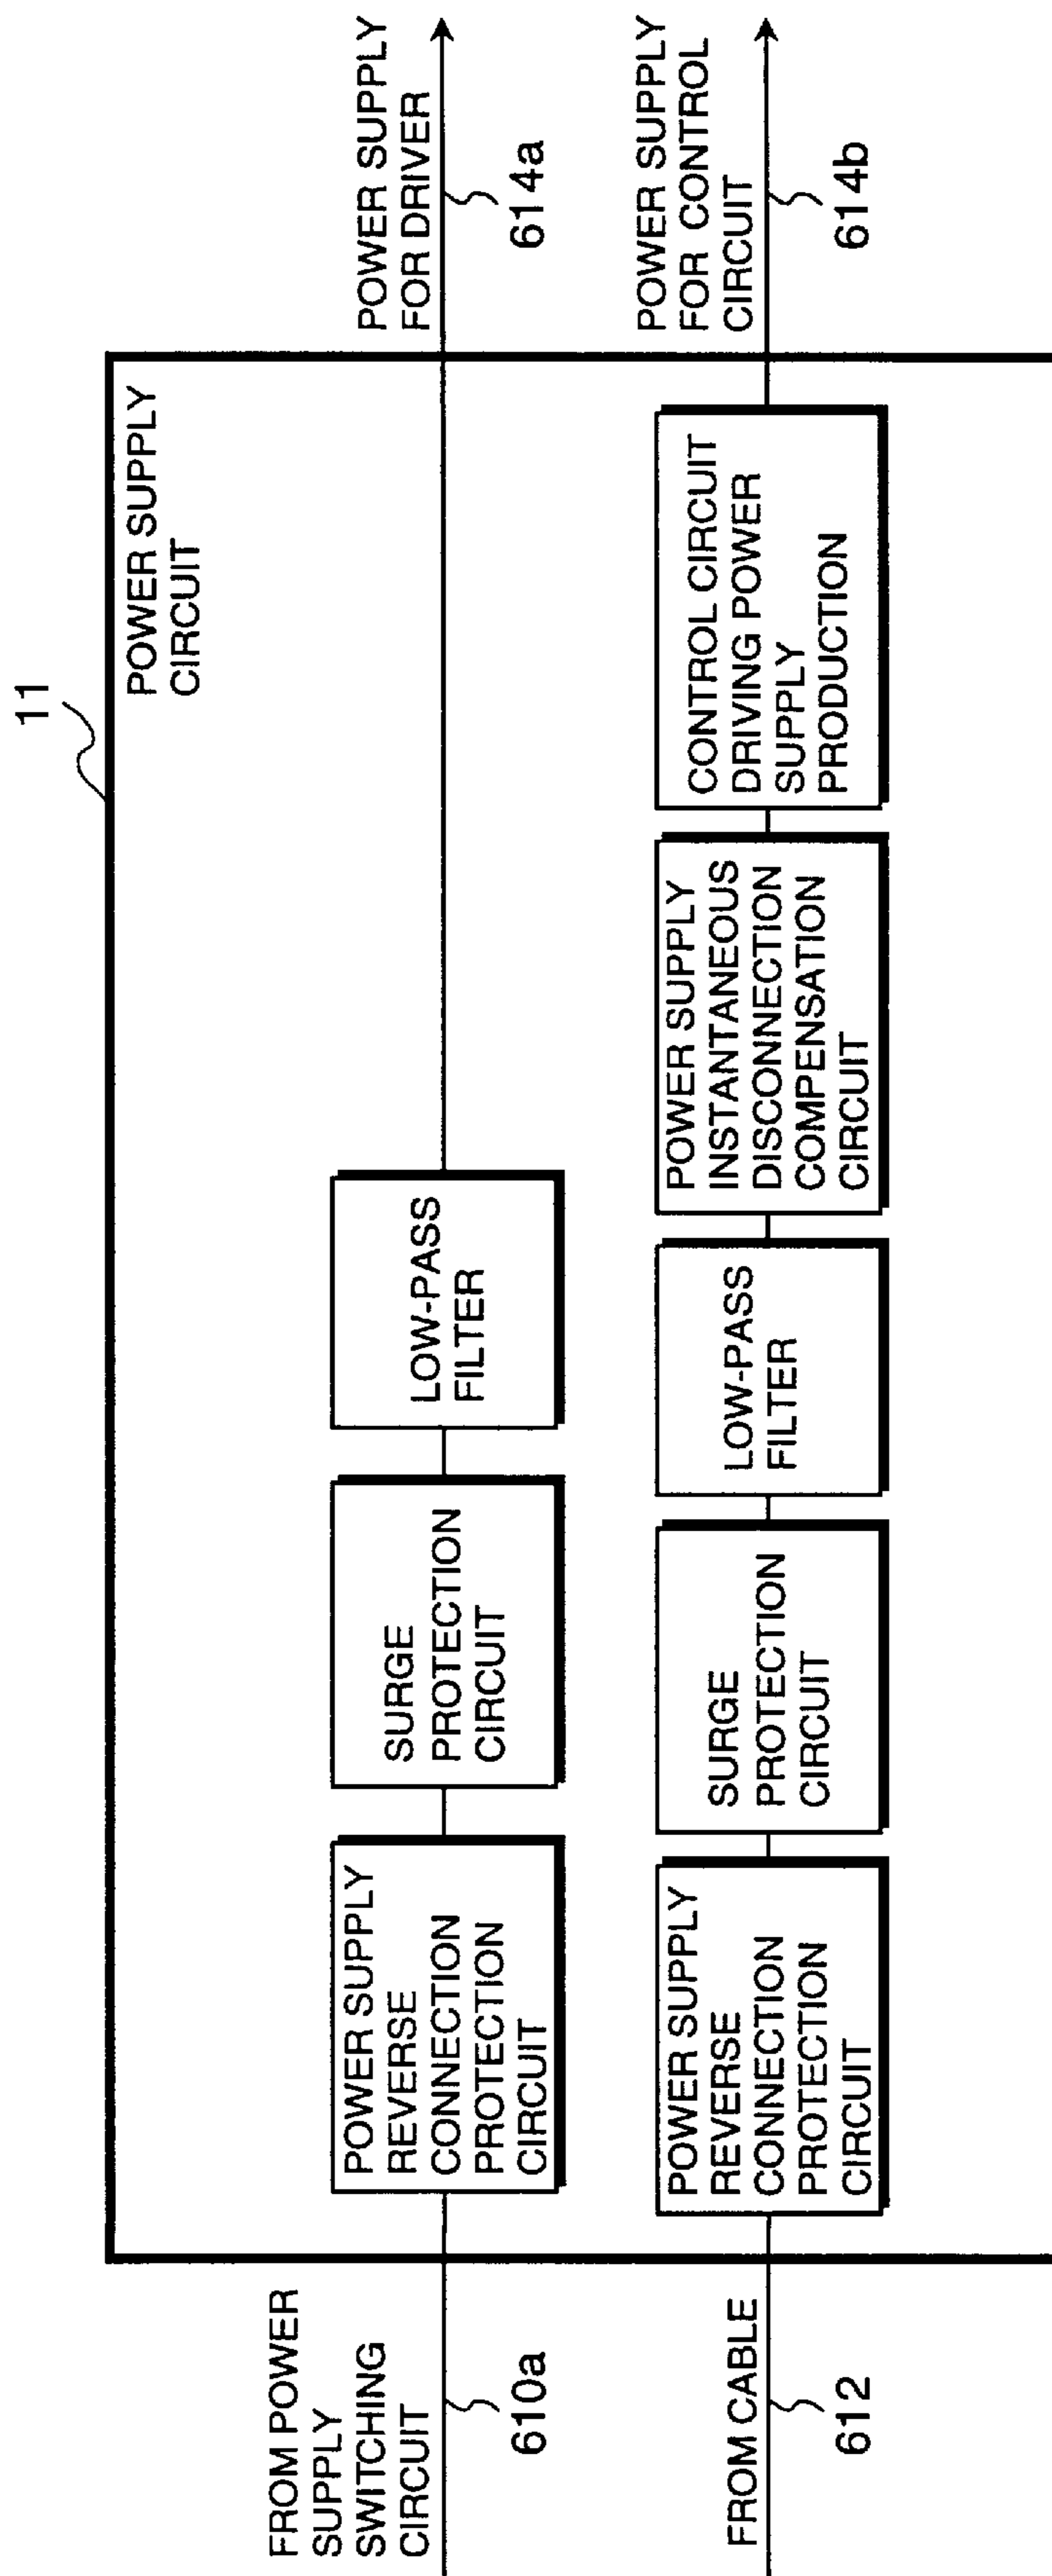 11
POWER SUPPLY
CIRCUIT
FROM POWER
SUPPLY
SWITCHING
CIRCUIT
610a
POWER SUPPLY
REVERSE
CONNECTION
PROTECTION
CIRCUIT
SURGE
PROTECTION
CIRCUIT
LOW-PASS
FILTER
POWER SUPPLY
FOR DRIVER
614a
FROM CABLE
612
POWER SUPPLY
REVERSE
CONNECTION
PROTECTION
CIRCUIT
SURGE
PROTECTION
CIRCUIT
LOW-PASS
FILTER
POWER SUPPLY
INSTANTANEOUS
DISCONNECTION
COMPENSATION
CIRCUIT
CONTROL CIRCUIT
DRIVING POWER
SUPPLY
PRODUCTION
POWER SUPPLY
FOR CONTROL
CIRCUIT
614b